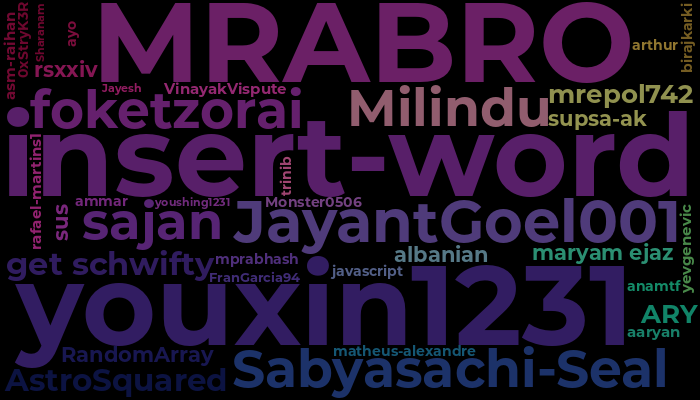 asm-raihan
0xStryK3R
Sharanam
ayo
MRABRO
arthur
birajkarki
rsxxiv
Jayesh
VinayakVispute
foketzorai
Milindu
mrepol742
supsa-ak
insert-word
rafael-martins1
trinib
sus
ammar
youshing1231
Monster0506
sajan
JayantGoel001
yevgenevic
get schwifty
mprabhash
albanian
maryam ejaz
FranGarcia94
javascript
youxin1231
anamtf
ARY
aaryan
RandomArray
matheus-alexandre
AstroSquared
Sabyasachi-Seal